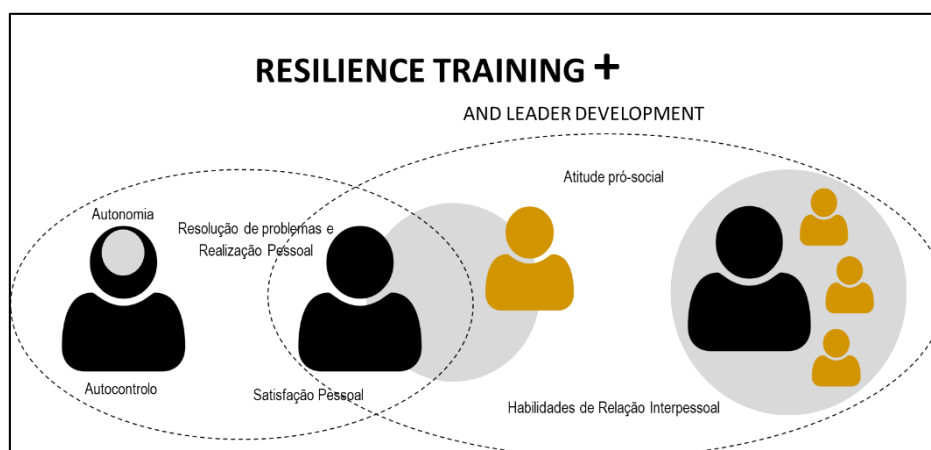 RESILIENCE TRAINING +
AND LEADER DEVELOPMENT
Atitude pró-social
Autonomia
Resolução de problemas e
Realização Pessoal
Autocontrolo
Satisfação Pessoal
Habilidades de Relação Interpessoal